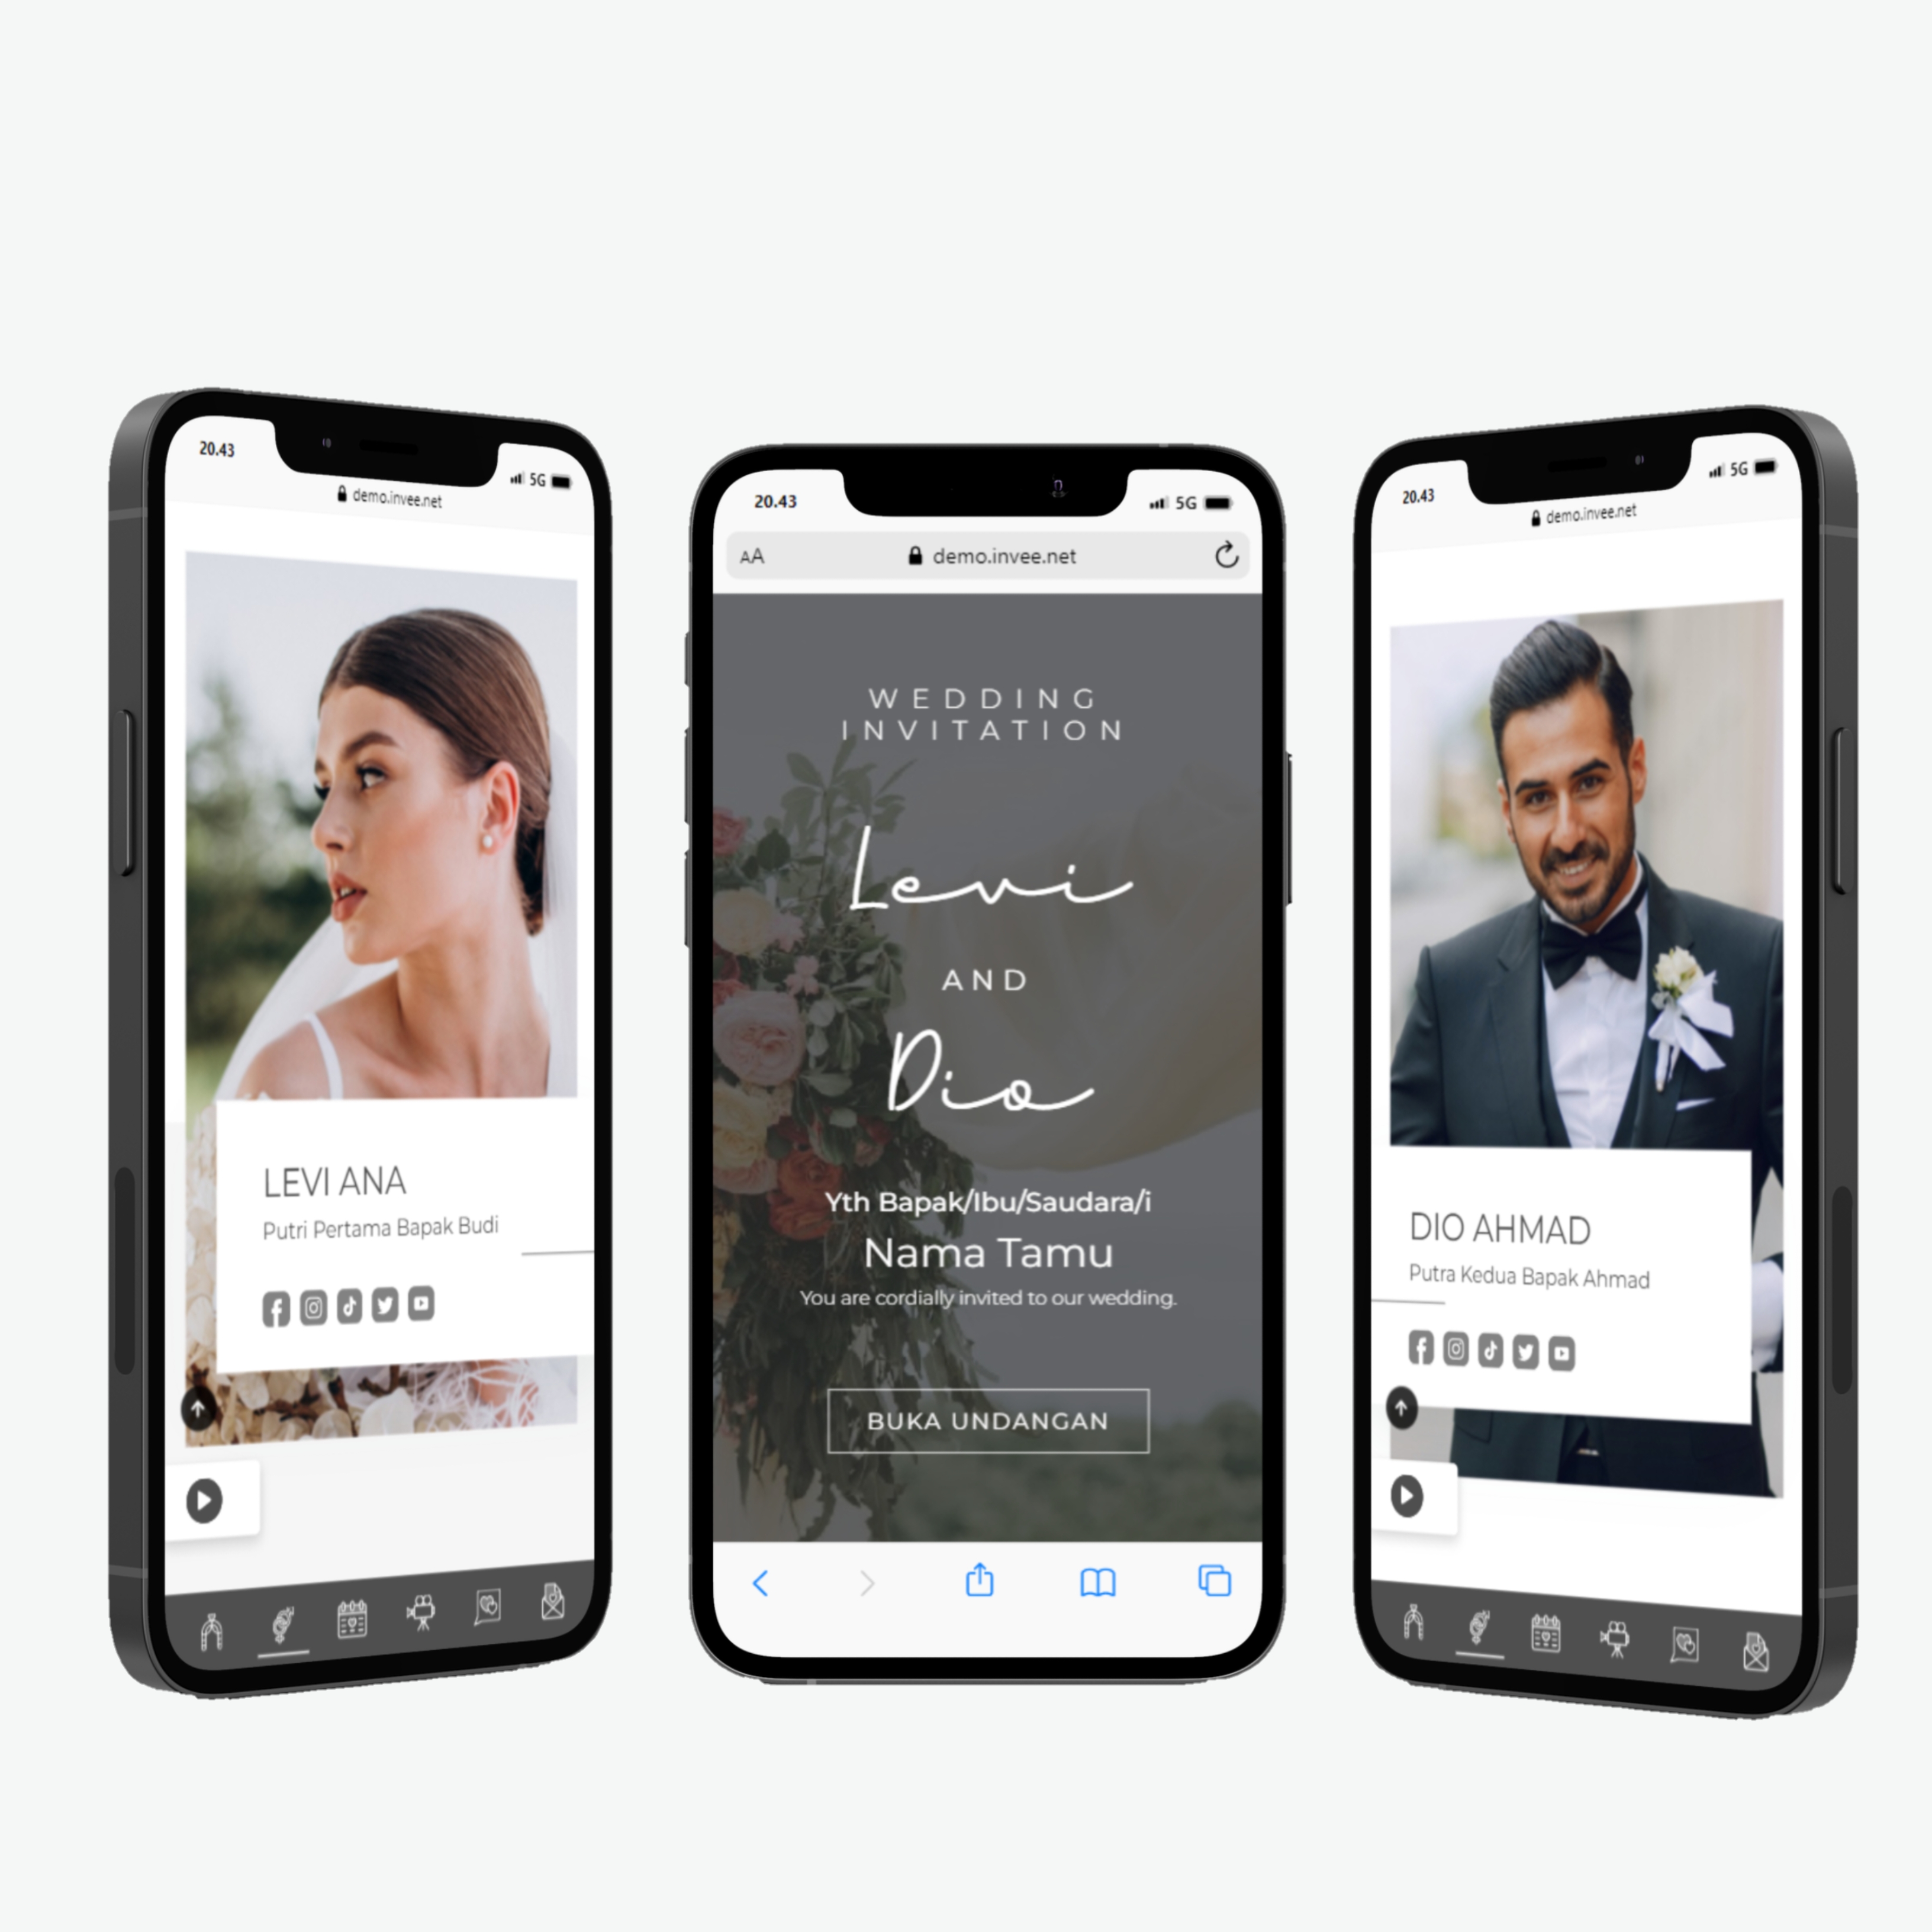 20.43
5G
demo.invee.net
LEVI ANA
Putri Pertama Bapak Budi
20.43
5G
AA
demo.invee.net
WEDDING
INVITATION
Levi
AND
Dio
Yth Bapak/Ibu/Saudara/i
Nama Tamu
You are cordially invited to our wedding.
BUKA UNDANGAN
20.43
5G
demo.invee.net
DIO AHMAD
Putra Kedua Bapak Ahmad